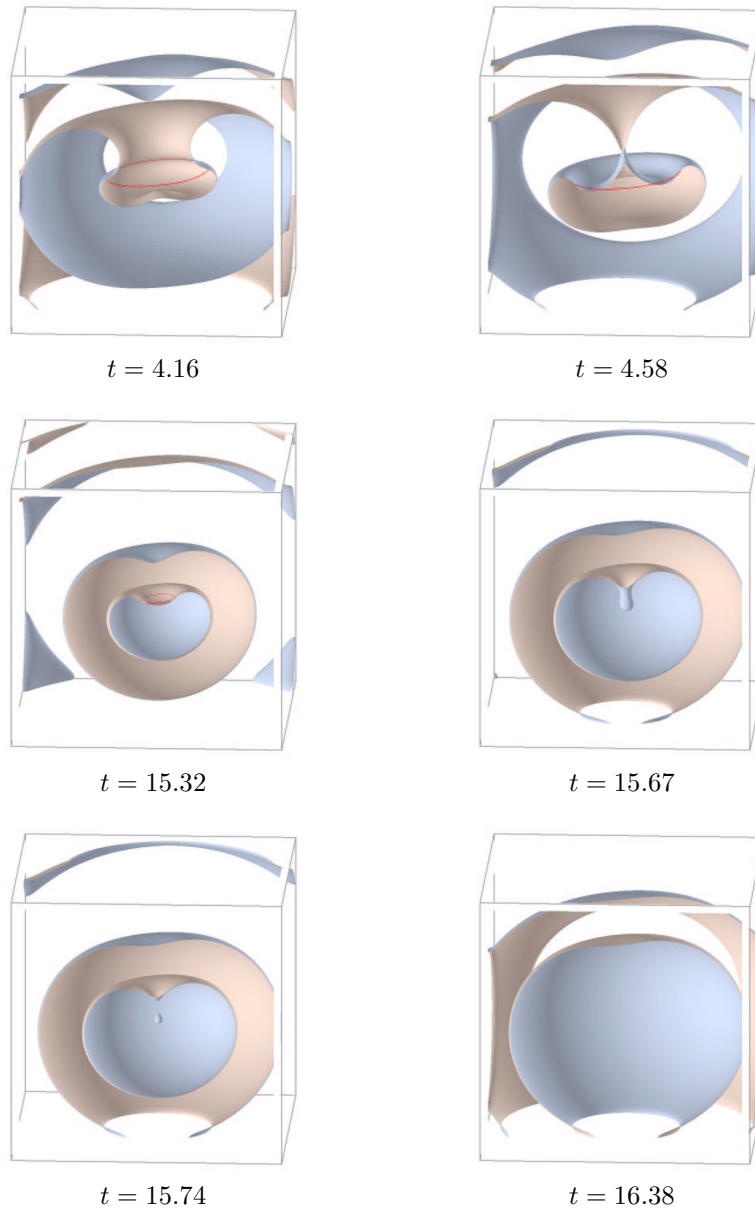 t = 4.16
t = 4.58
t = 15.32
t = 15.67
t = 15.74
t = 16.38